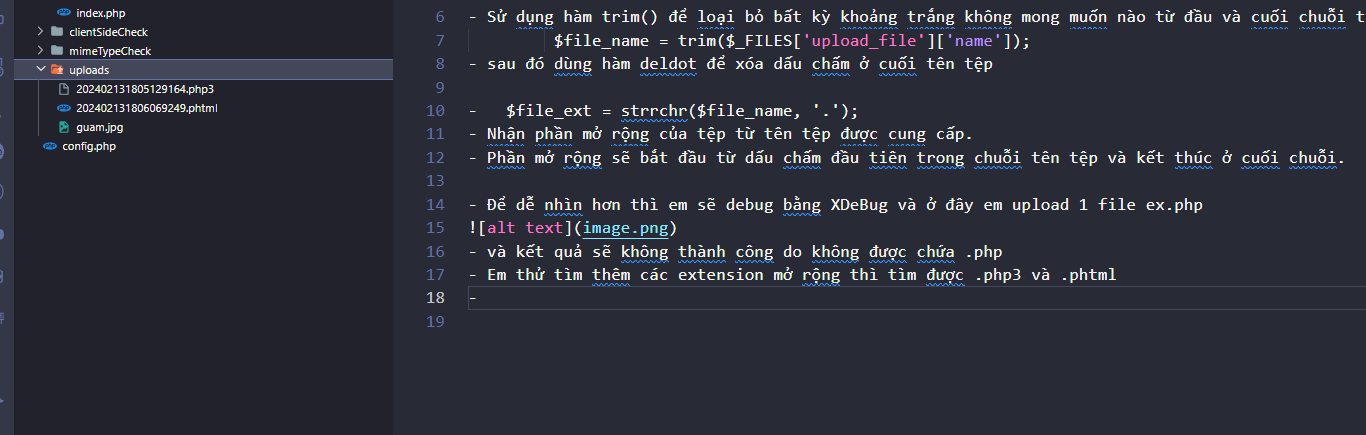 index.php
clientSideCheck
mimeTypeCheck
uploads
202402131805129164.php3
202402131806069249.phtml
guam.jpg
config.php
6 - Sử dụng hàm trim() để loại bỏ bất kỳ khoảng trắng không mong muốn nào từ đầu và cuối chuỗi t
7 $file_name = trim($_FILES['upload_file']['name']);
8 - sau đó dùng hàm deldot để xóa dấu chấm ở cuối tên tệp
9
10 - $file_ext = strrchr($file_name, '.');
11 - Nhận phần mở rộng của tệp từ tên tệp được cung cấp.
12 - Phần mở rộng sẽ bắt đầu từ dấu chấm đầu tiên trong chuỗi tên tệp và kết thúc ở cuối chuỗi.
13
14 - Để dễ nhìn hơn thì em sẽ debug bằng XDeBug và ở đây em upload 1 file ex.php
15 ![alt text](image.png)
16 - và kết quả sẽ không thành công do không được chứa .php
17 - Em thử tìm thêm các extension mở rộng thì tìm được .php3 và .phtml
18 -
19